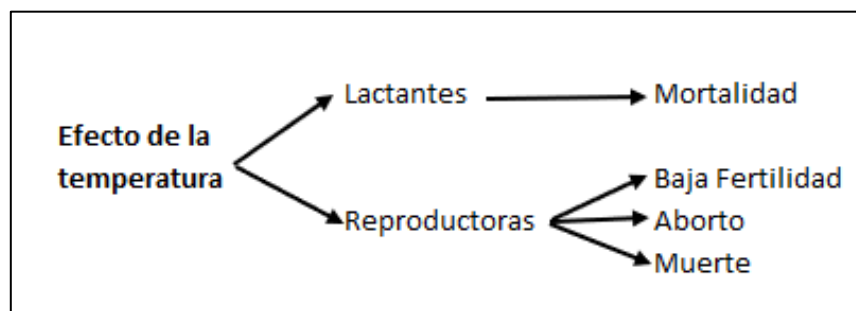 Lactantes
Mortalidad
Efecto de la
temperatura
Baja Fertilidad
Reproductoras
Aborto
Muerte